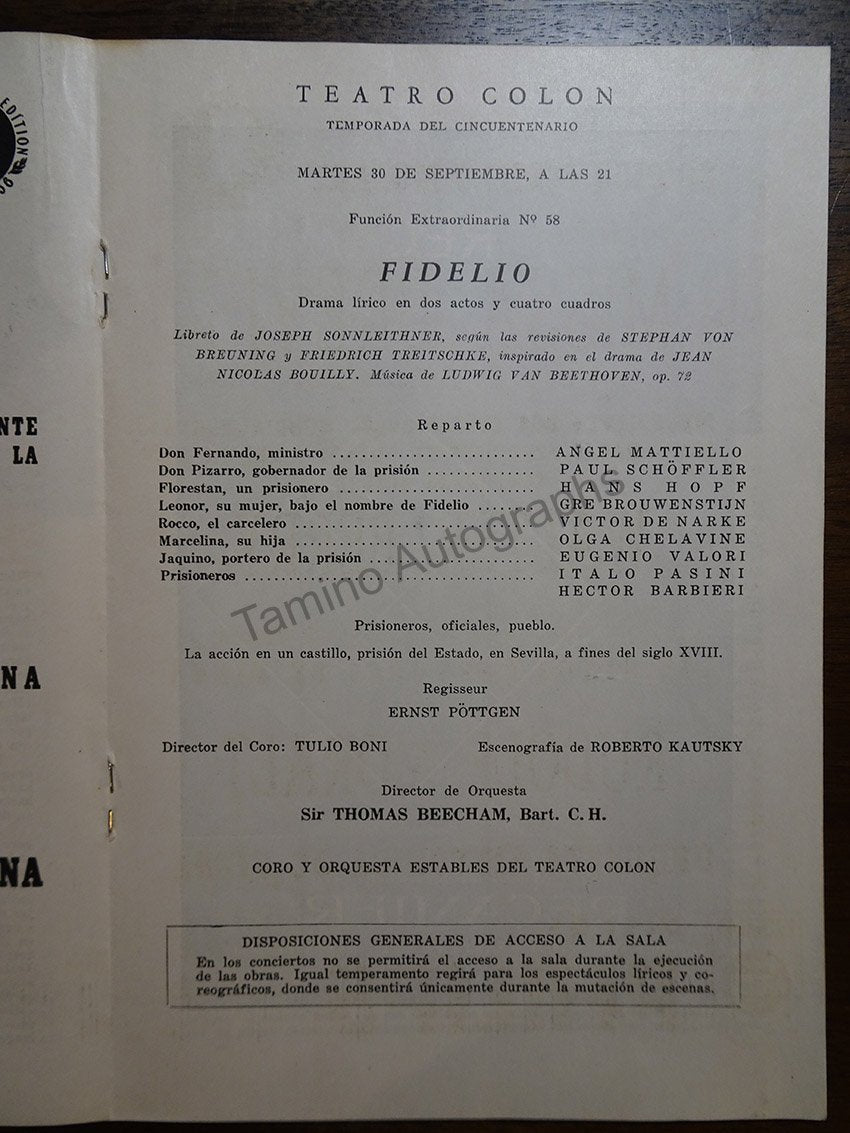 EDITION
NTE
LA
NA
NA
TEATRO COLON
TEMPORADA DEL CINCUENTENARIO
MARTES 30 DE SEPTIEMBRE, A LAS 21
Función Extraordinaria Nº 58
FIDELIO
Drama lírico en dos actos y cuatro cuadros
Libreto de JOSEPH SONNLEITHNER, según las revisiones de STEPHAN VON
BREUNING y FRIEDRICH TREITSCHKE, inspirado en el drama de JEAN
NICOLAS BOUILLY. Música de LUDWIG VAN BEETHOVEN, op. 72
Reparto
Don Fernando, ministro ........................... ANGEL MATTIELLO
Don Pizarro, gobernador de la prisión ............... PAUL SCHÖFFLER
Florestan, un prisionero ........................... HANS HOPF
Leonor, su mujer, bajo el nombre de Fidelio ........ GRE BROUWENSTIJN
Rocco, el carcelero ................................ VICTOR DE NARKE
Marcelina, su hija ................................. OLGA CHELAVINE
Jaquino, portero de la prisión ....................... EUGENIO VALORI
Prisioneros ........................................ ITALO PASINI
HECTOR BARBIERI
Prisioneros, oficiales, pueblo.
La acción en un castillo, prisión del Estado, en Sevilla, a fines del siglo XVIII.
Regisseur
ERNST PÖTTGEN
Director del Coro: TULIO BONI Escenografía de ROBERTO KAUTSKY
Director de Orquesta
Sir THOMAS BEECHAM, Bart. C. H.
CORO Y ORQUESTA ESTABLES DEL TEATRO COLON
DISPOSICIONES GENERALES DE ACCESO A LA SALA
En los conciertos no se permitirá el acceso a la sala durante la ejecución
de las obras. Igual temperamento regirá para los espectáculos líricos y co-
reográficos, donde se consentirá únicamente durante la mutación de escenas.
Tamino Autographs